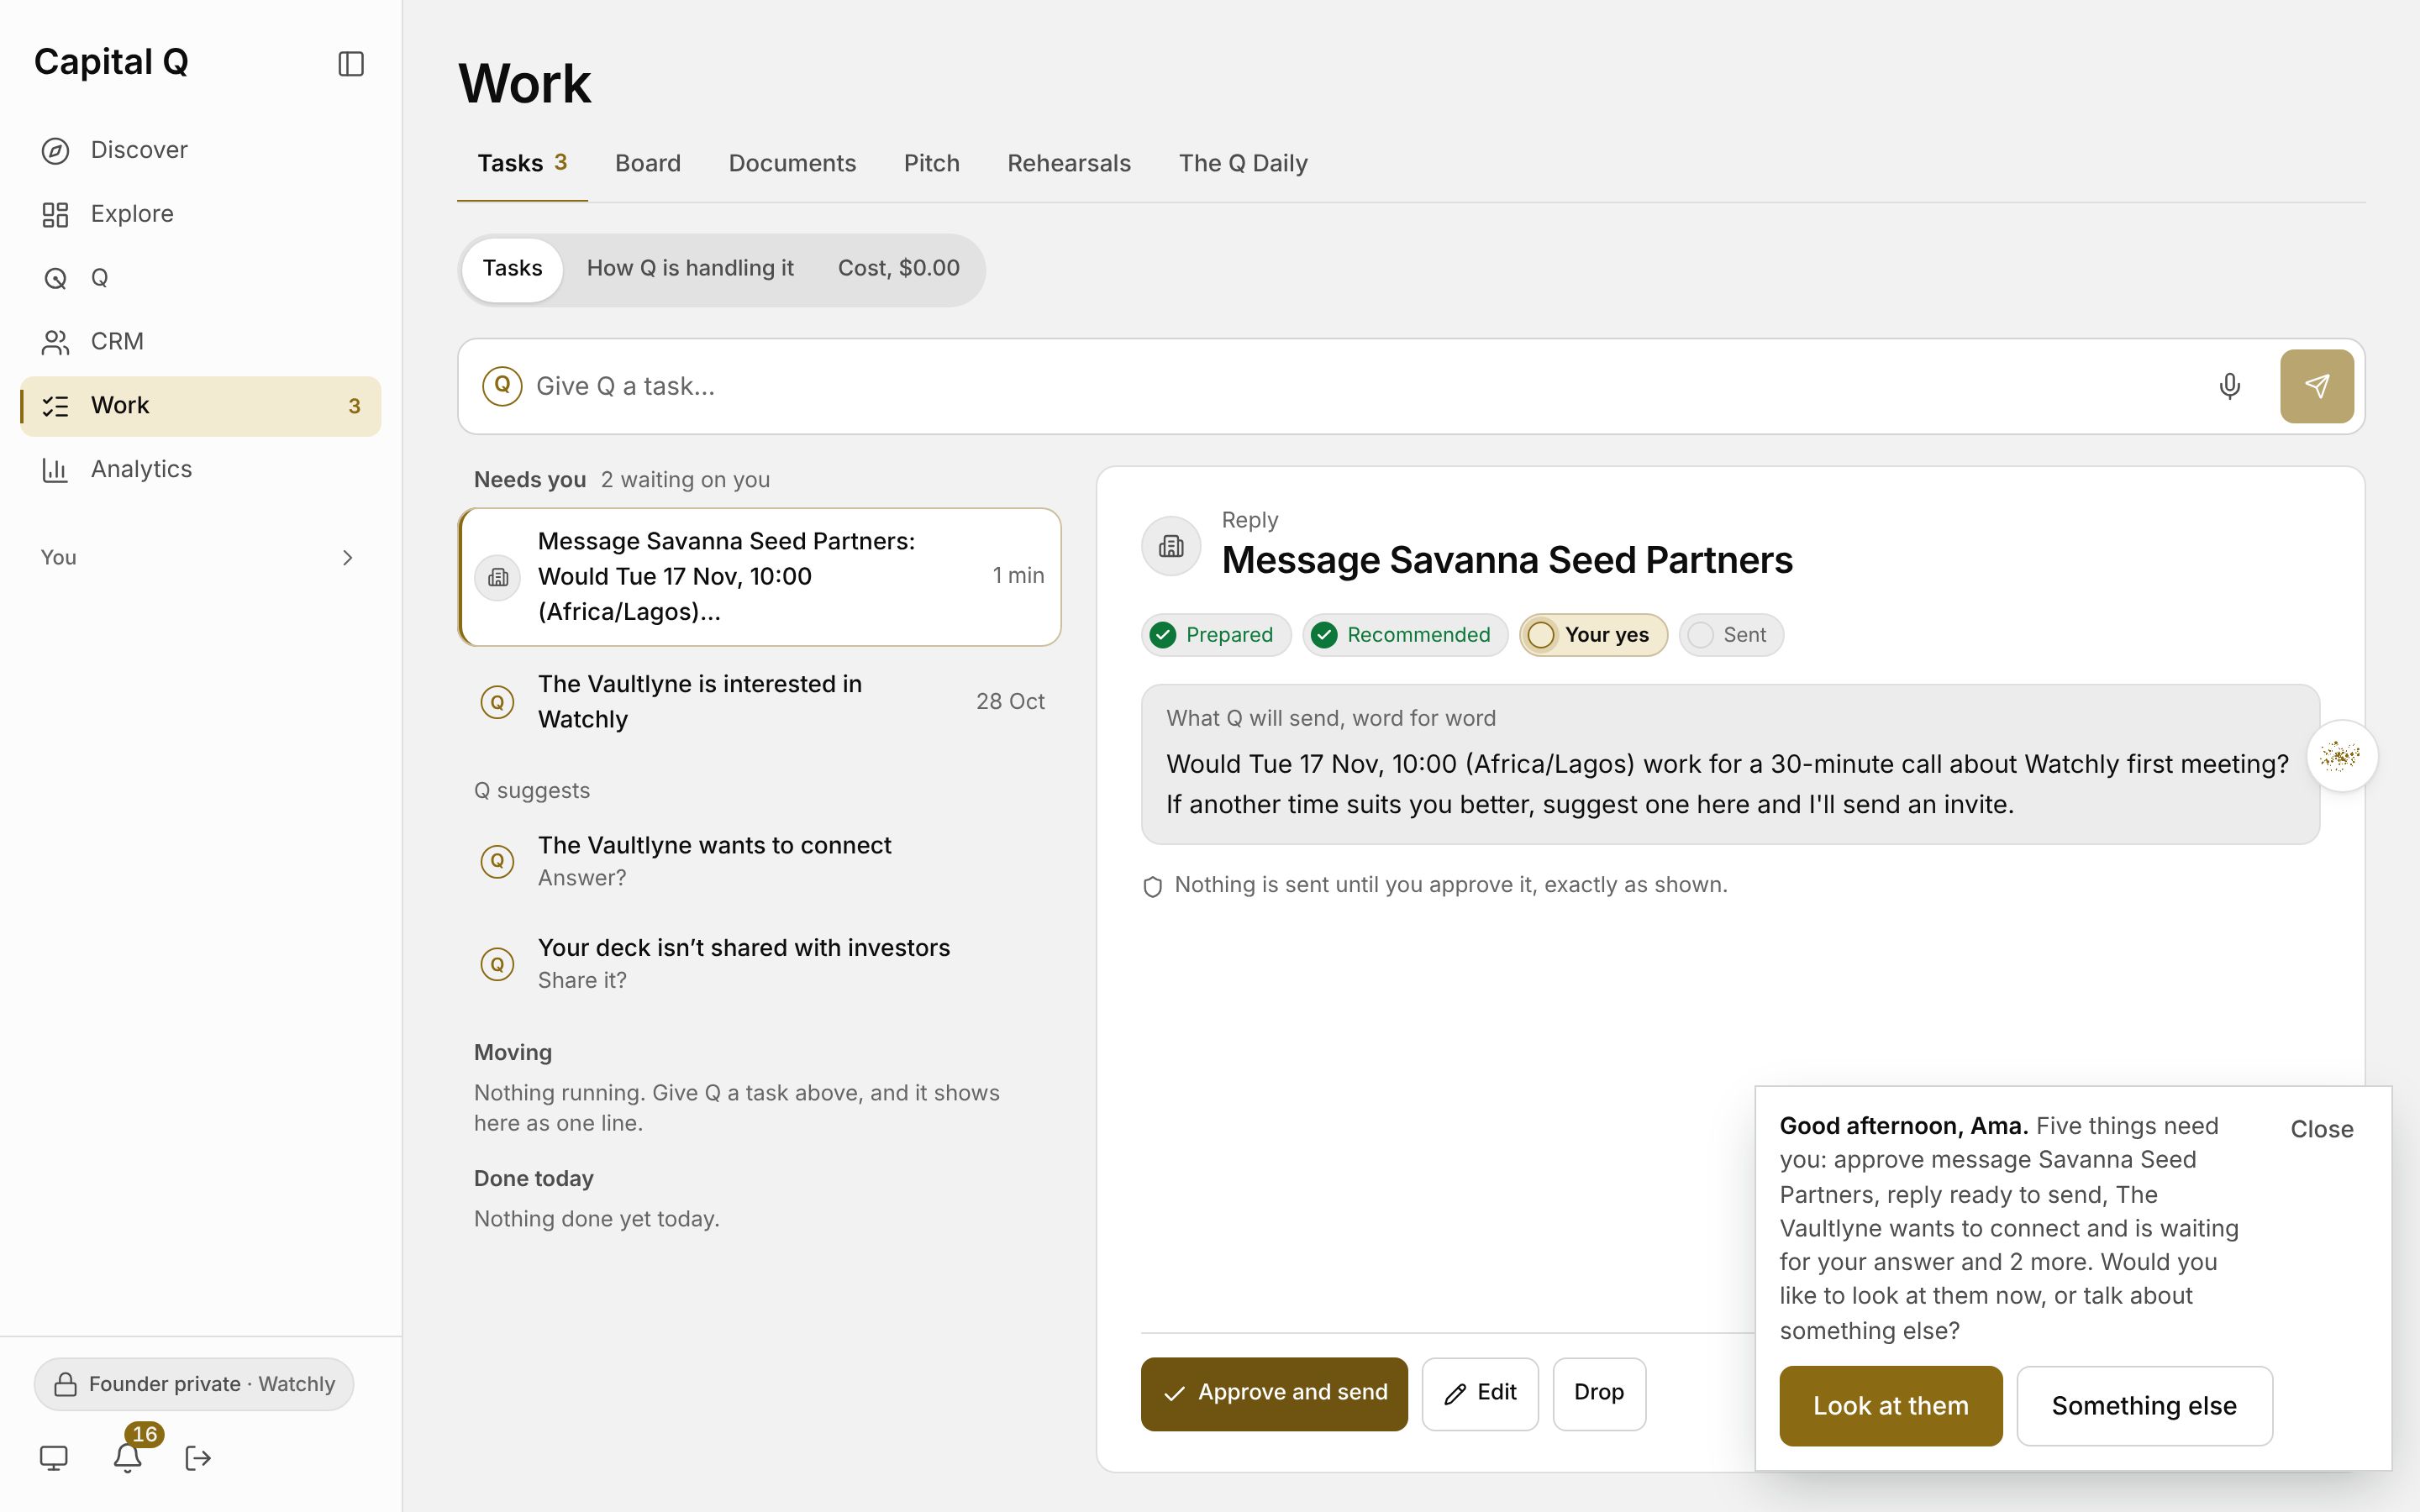 Capital Q
Discover
Explore
Q
CRM
Work 3
Analytics
You
Founder private · Watchly
16
Work
Tasks 3 Board Documents Pitch Rehearsals The Q Daily
Tasks How Q is handling it Cost, $0.00
Q Give Q a task...
Needs you 2 waiting on you
Message Savanna Seed Partners:
Would Tue 17 Nov, 10:00
(Africa/Lagos)...
1 min
Q
The Vaultlyne is interested in
Watchly
28 Oct
Q suggests
Q
The Vaultlyne wants to connect
Answer?
Q
Your deck isn’t shared with investors
Share it?
Moving
Nothing running. Give Q a task above, and it shows
here as one line.
Done today
Nothing done yet today.
Reply
Message Savanna Seed Partners
Prepared Recommended Your yes Sent
What Q will send, word for word
Would Tue 17 Nov, 10:00 (Africa/Lagos) work for a 30-minute call about Watchly first meeting?
If another time suits you better, suggest one here and I'll send an invite.
Nothing is sent until you approve it, exactly as shown.
Approve and send Edit Drop
Good afternoon, Ama. Five things need
you: approve message Savanna Seed
Partners, reply ready to send, The
Vaultlyne wants to connect and is waiting
for your answer and 2 more. Would you
like to look at them now, or talk about
something else?
Close
Look at them Something else